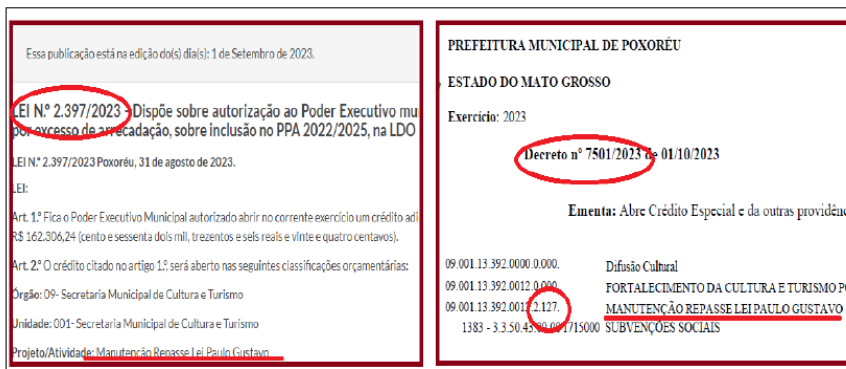 Essa publicação está na edição do(s) dia(s): 1 de Setembro de 2023.
LEI N.º 2.397/2023 – Dispõe sobre autorização ao Poder Executivo mu
por excesso de arrecadação, sobre inclusão no PPA 2022/2025, na LDO
LEI N.º 2.397/2023 Poxoréu, 31 de agosto de 2023.
LEI:
Art. 1.º Fica o Poder Executivo Municipal autorizado abrir no corrente exercício um crédito adi
R$ 162.306,24 (cento e sessenta dois mil, trezentos e seis reais e vinte e quatro centavos).
Art. 2.º O crédito citado no artigo 1.º, será aberto nas seguintes classificações orçamentárias:
Órgão: 09- Secretaria Municipal de Cultura e Turismo
Unidade: 001- Secretaria Municipal de Cultura e Turismo
Projeto/Atividade: Manutenção Repasse Lei Paulo Gustavo
PREFEITURA MUNICIPAL DE POXORÉU
ESTADO DO MATO GROSSO
Exercício: 2023
Decreto nº 7501/2023 de 01/10/2023
Ementa: Abre Crédito Especial e da outras providênc
09.001.13.392.0000.0.000. Difusão Cultural
09.001.13.392.0012.0.000. FORTALECIMENTO DA CULTURA E TURISMO PO
09.001.13.392.0012.2.127. MANUTENÇÃO REPASSE LEI PAULO GUSTAVO
1383 - 3.3.50.43.00.00 1715000 SUBVENÇÕES SOCIAIS